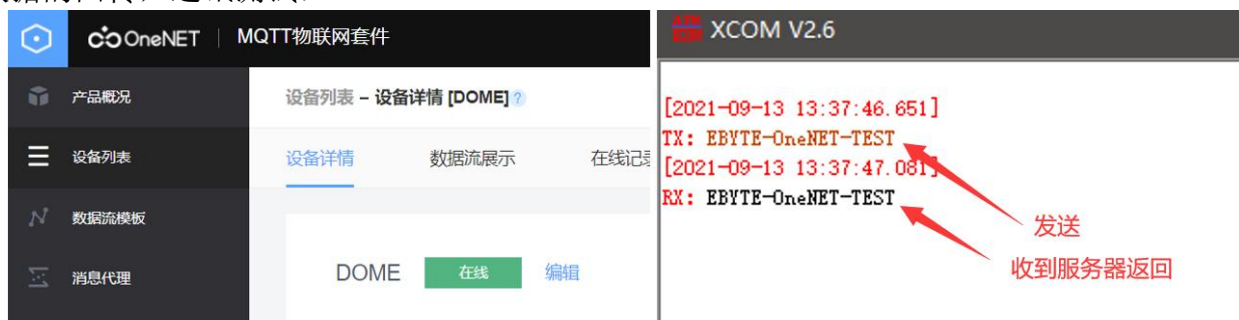 OneNET | MQTT物联网套件
产品概况
设备列表
数据流模板
消息代理
设备列表 – 设备详情 [DOME] ?
设备详情 数据流展示 在线记录
DOME 在线 编辑
XCOM V2.6
[2021-09-13 13:37:46.651]
TX: EBYTE-OneNET-TEST
[2021-09-13 13:37:47.081]
RX: EBYTE-OneNET-TEST
发送
收到服务器返回